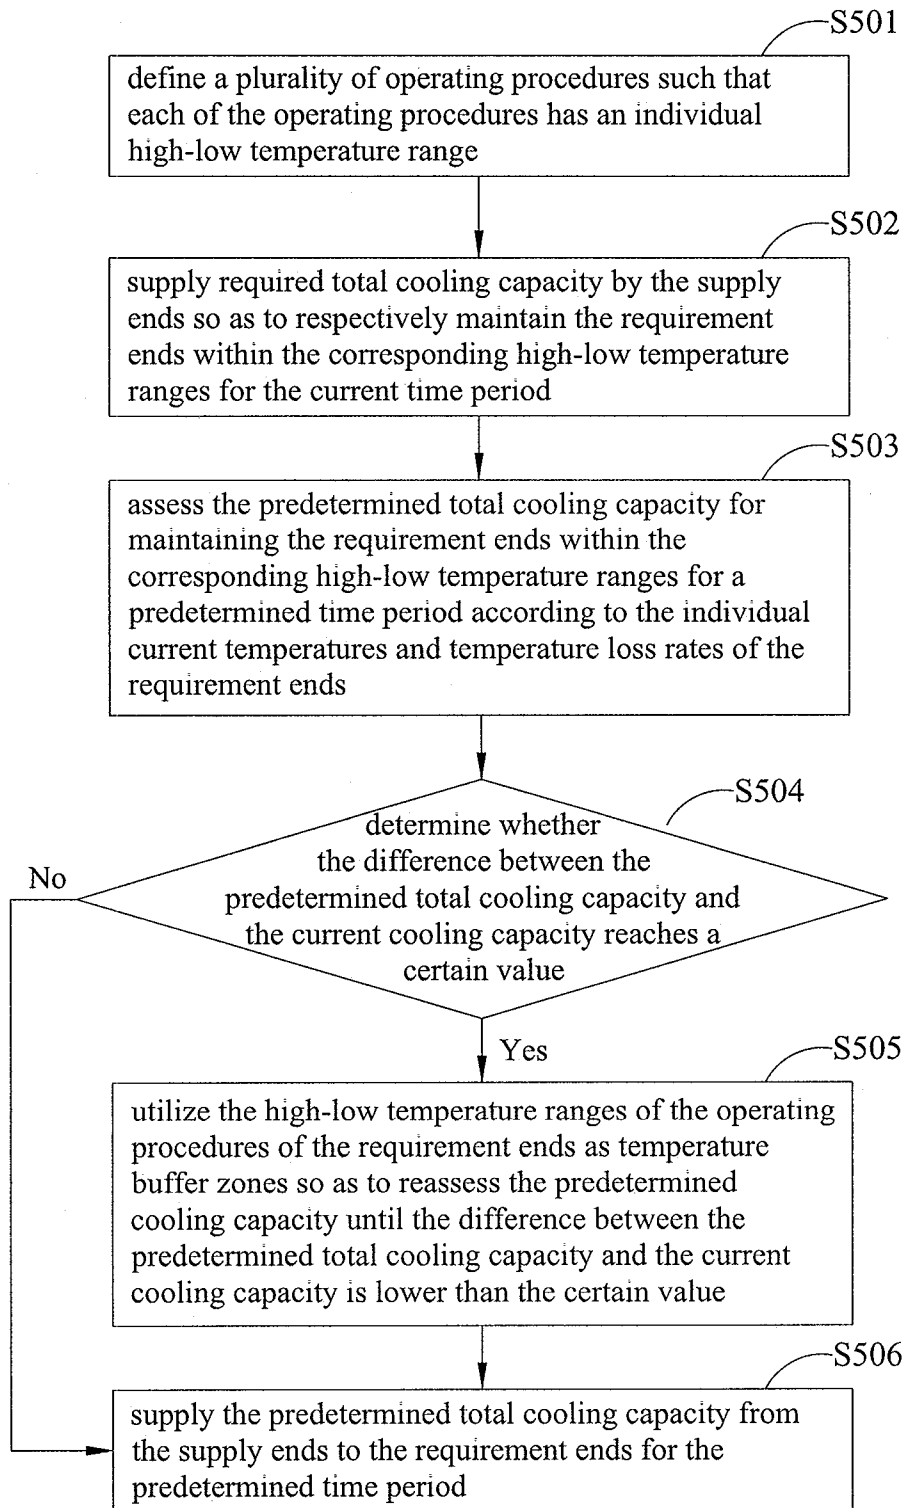 S501
define a plurality of operating procedures such that
each of the operating procedures has an individual
high-low temperature range
S502
supply required total cooling capacity by the supply
ends so as to respectively maintain the requirement
ends within the corresponding high-low temperature
ranges for the current time period
S503
assess the predetermined total cooling capacity for
maintaining the requirement ends within the
corresponding high-low temperature ranges for a
predetermined time period according to the individual
current temperatures and temperature loss rates of the
requirement ends
S504
determine whether
the difference between the
predetermined total cooling capacity and
the current cooling capacity reaches a
certain value
No
Yes
S505
utilize the high-low temperature ranges of the operating
procedures of the requirement ends as temperature
buffer zones so as to reassess the predetermined
cooling capacity until the difference between the
predetermined total cooling capacity and the current
cooling capacity is lower than the certain value
S506
supply the predetermined total cooling capacity from
the supply ends to the requirement ends for the
predetermined time period